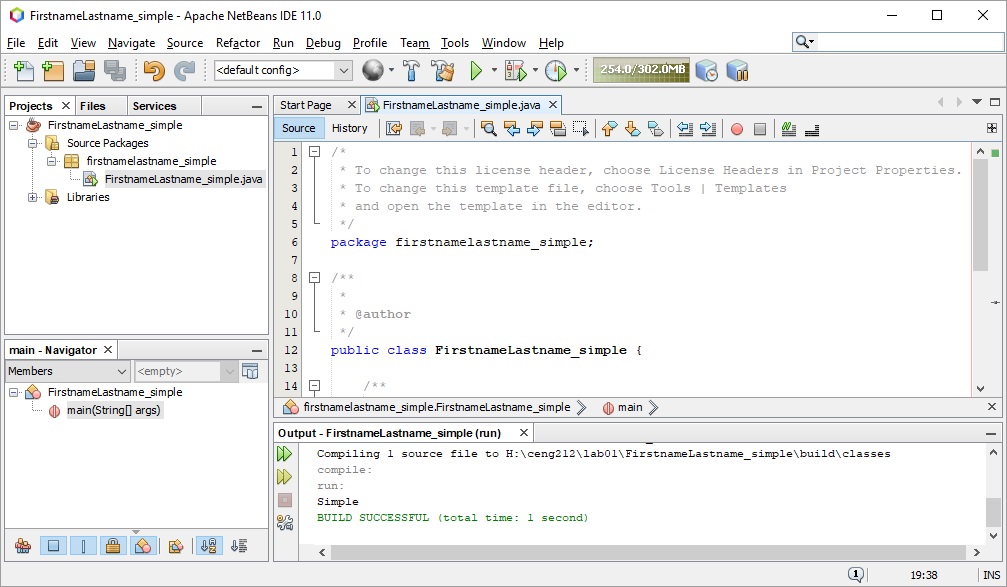 FirstnameLastname_simple - Apache NetBeans IDE 11.0
File Edit View Navigate Source Refactor Run Debug Profile Team Tools Window Help
<default config>
254.0/302.0MB
Projects Files Services
FirstnameLastname_simple
Source Packages
firstnamelastname_simple
FirstnameLastname_simple.java
Libraries
main - Navigator
Members <empty>
FirstnameLastname_simple
main(String[] args)
Start Page FirstnameLastname_simple.java
Source History
1 /*
2 * To change this license header, choose License Headers in Project Properties.
3 * To change this template file, choose Tools | Templates
4 * and open the template in the editor.
5 */
6 package firstnamelastname_simple;
7
8 /**
9 *
10 * @author
11 */
12 public class FirstnameLastname_simple {
13
14 /**
firstnamelastname_simple.FirstnameLastname_simple main
Output - FirstnameLastname_simple (run)
Compiling 1 source file to H:\ceng212\lab01\FirstnameLastname_simple\build\classes
compile:
run:
Simple
BUILD SUCCESSFUL (total time: 1 second)
1 19:38 INS